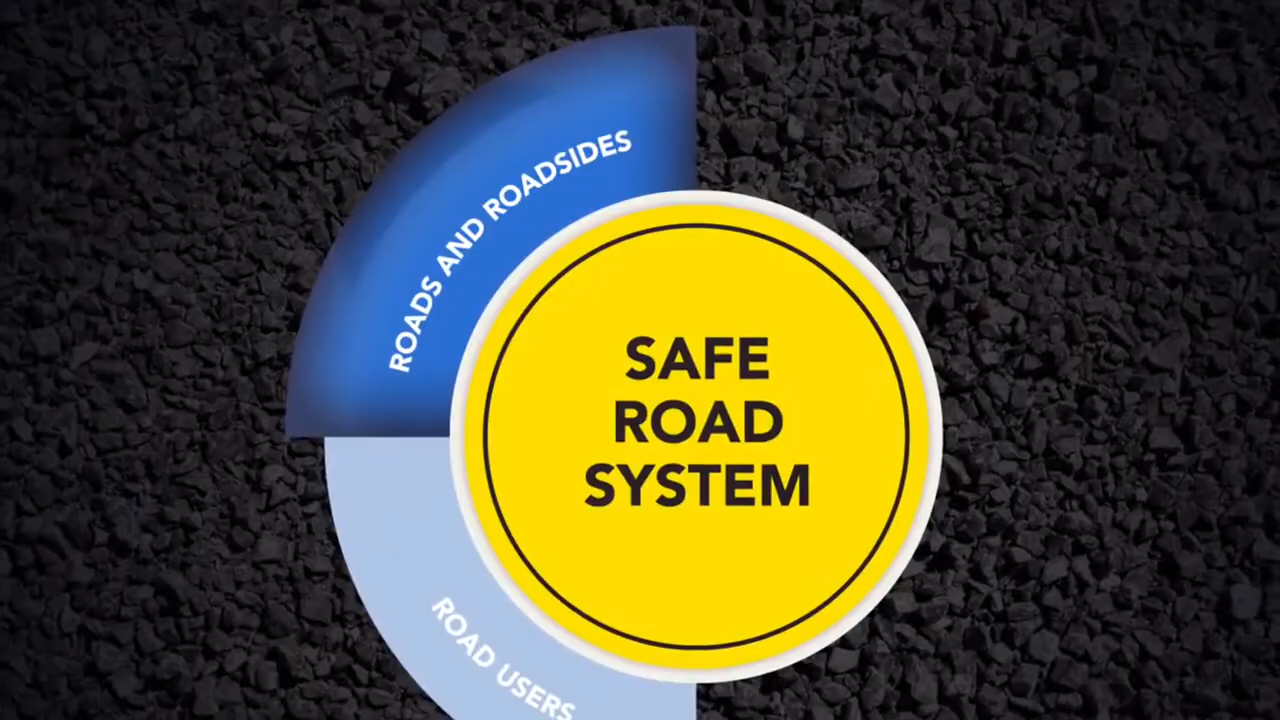 ROADS AND ROADSIDES
SAFE
ROAD
SYSTEM
ROAD USERS